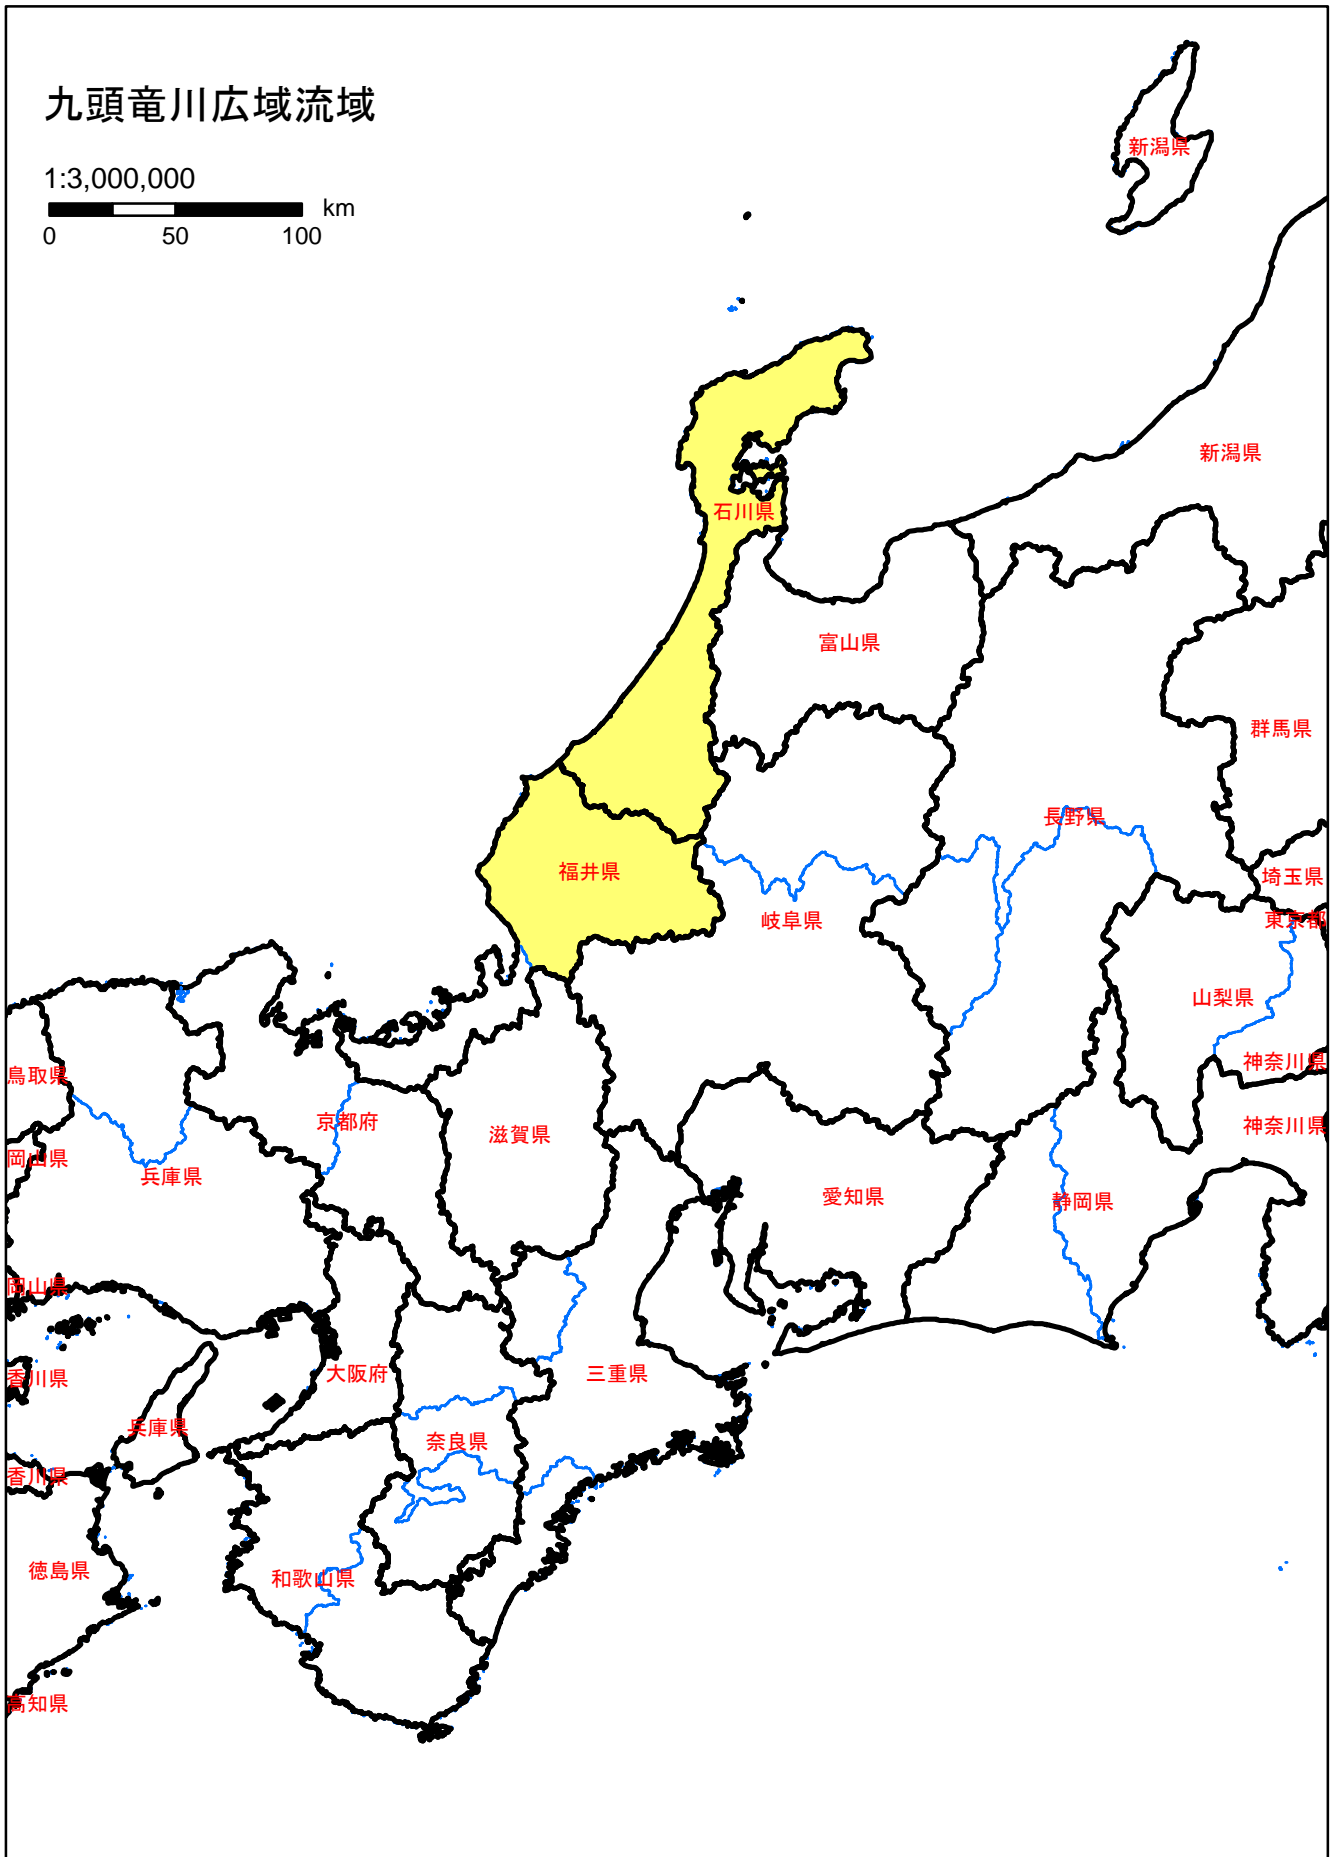 九頭竜川広域流域
1:3,000,000
km
0 50 100
新潟県
新潟県
石川県
富山県
群馬県
長野県
福井県
埼玉県
岐阜県
東京都
山梨県
神奈川県
鳥取県
京都府
滋賀県
神奈川県
岡山県
兵庫県
愛知県
静岡県
岡山県
大阪府
三重県
香川県
兵庫県
奈良県
香川県
徳島県
和歌山県
高知県